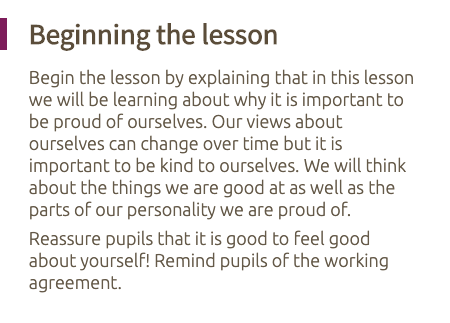 Beginning the lesson
Begin the lesson by explaining that in this lesson
we will be learning about why it is important to
be proud of ourselves. Our views about
ourselves can change over time but it is
important to be kind to ourselves. We will think
about the things we are good at as well as the
parts of our personality we are proud of.
Reassure pupils that it is good to feel good
about yourself! Remind pupils of the working
agreement.